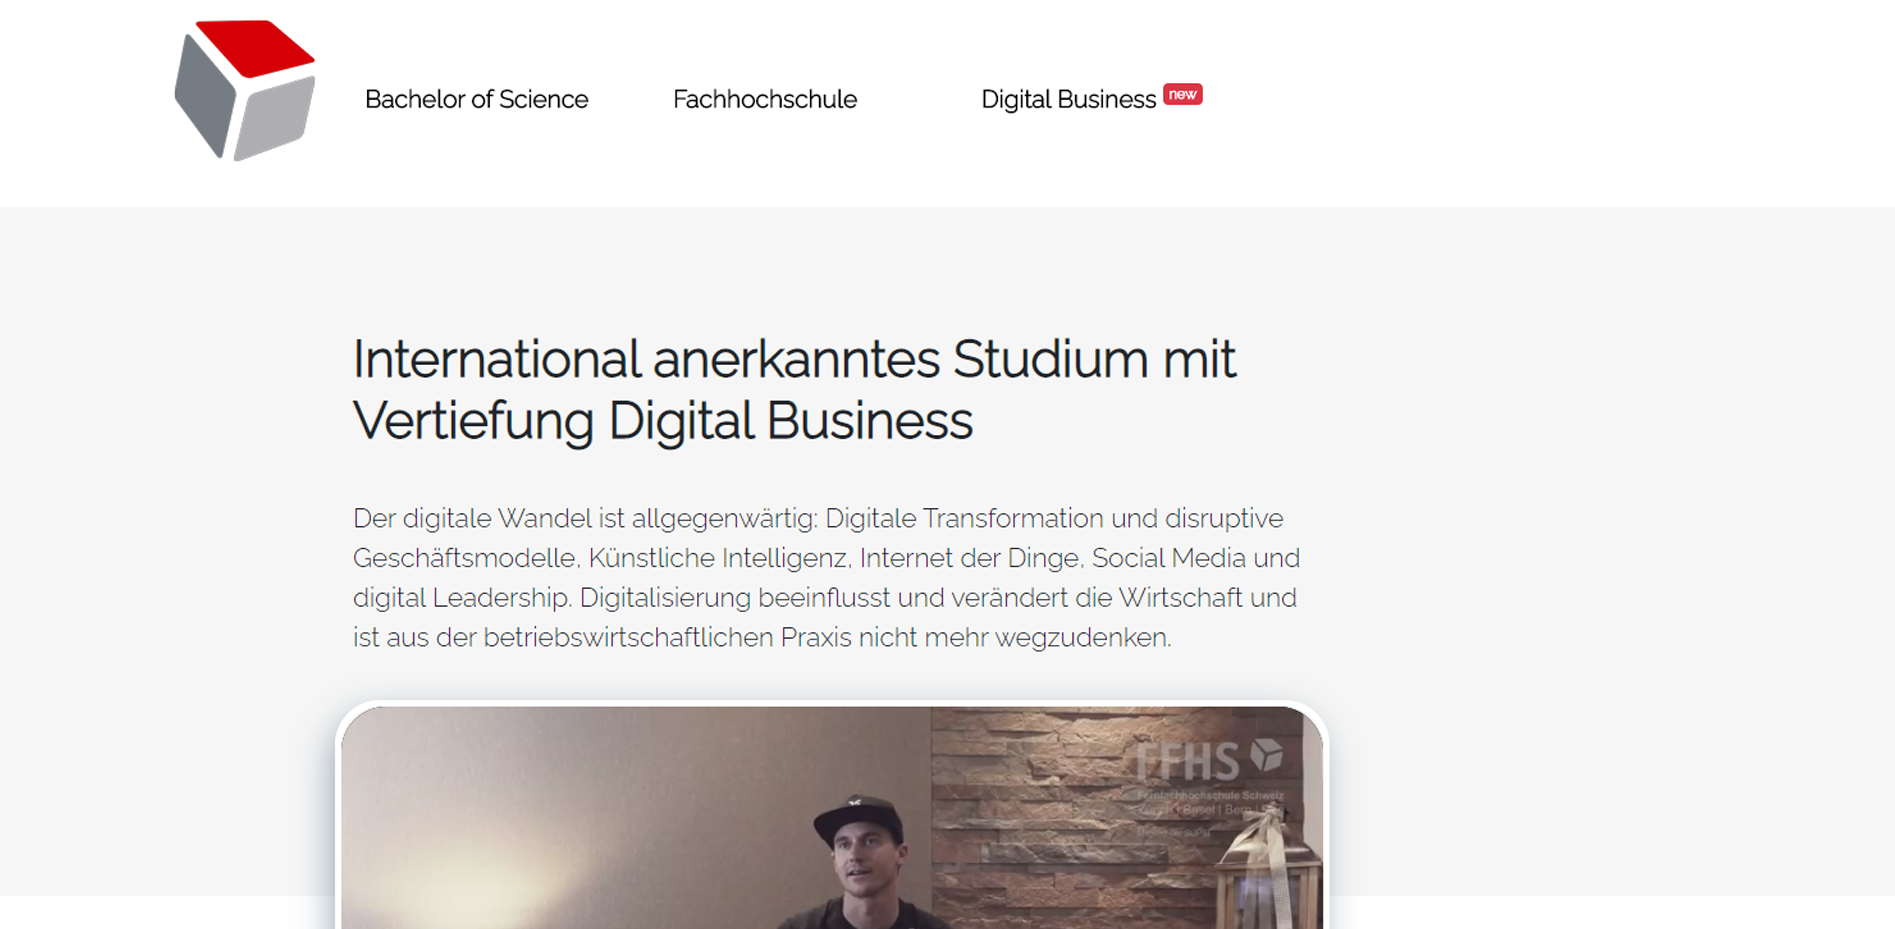 Bachelor of Science
Fachhochschule
Digital Business new
International anerkanntes Studium mit
Vertiefung Digital Business
Der digitale Wandel ist allgegenwärtig: Digitale Transformation und disruptive
Geschäftsmodelle, Künstliche Intelligenz, Internet der Dinge, Social Media und
digital Leadership. Digitalisierung beeinflusst und verändert die Wirtschaft und
ist aus der betriebswirtschaftlichen Praxis nicht mehr wegzudenken.
FFHS
Fernfachhochschule Schweiz
Zürich | Basel | Bern |